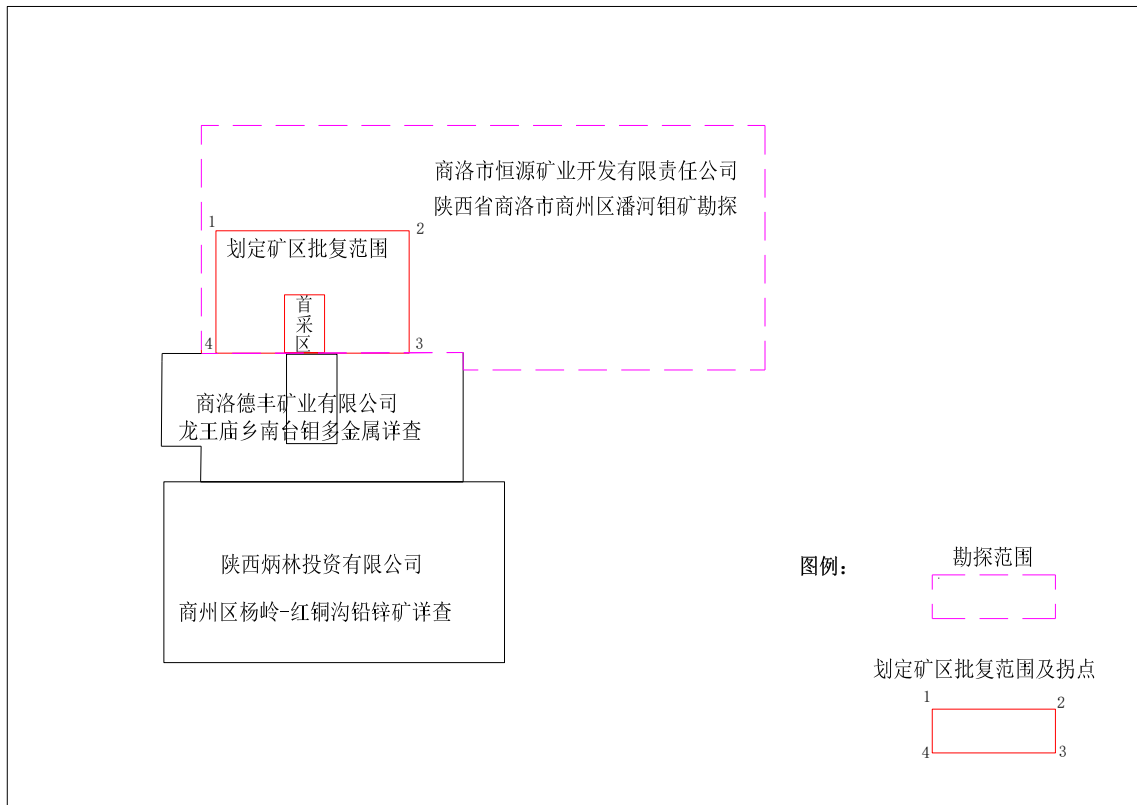 商洛市恒源矿业开发有限责任公司
陕西省商洛市商州区潘河钼矿勘探
1
2
划定矿区批复范围
首
采
区
4
3
商洛德丰矿业有限公司
龙王庙乡南台钼多金属详查
陕西炳林投资有限公司
商州区杨岭-红铜沟铅锌矿详查
图例：
勘探范围
划定矿区批复范围及拐点
1
2
4
3